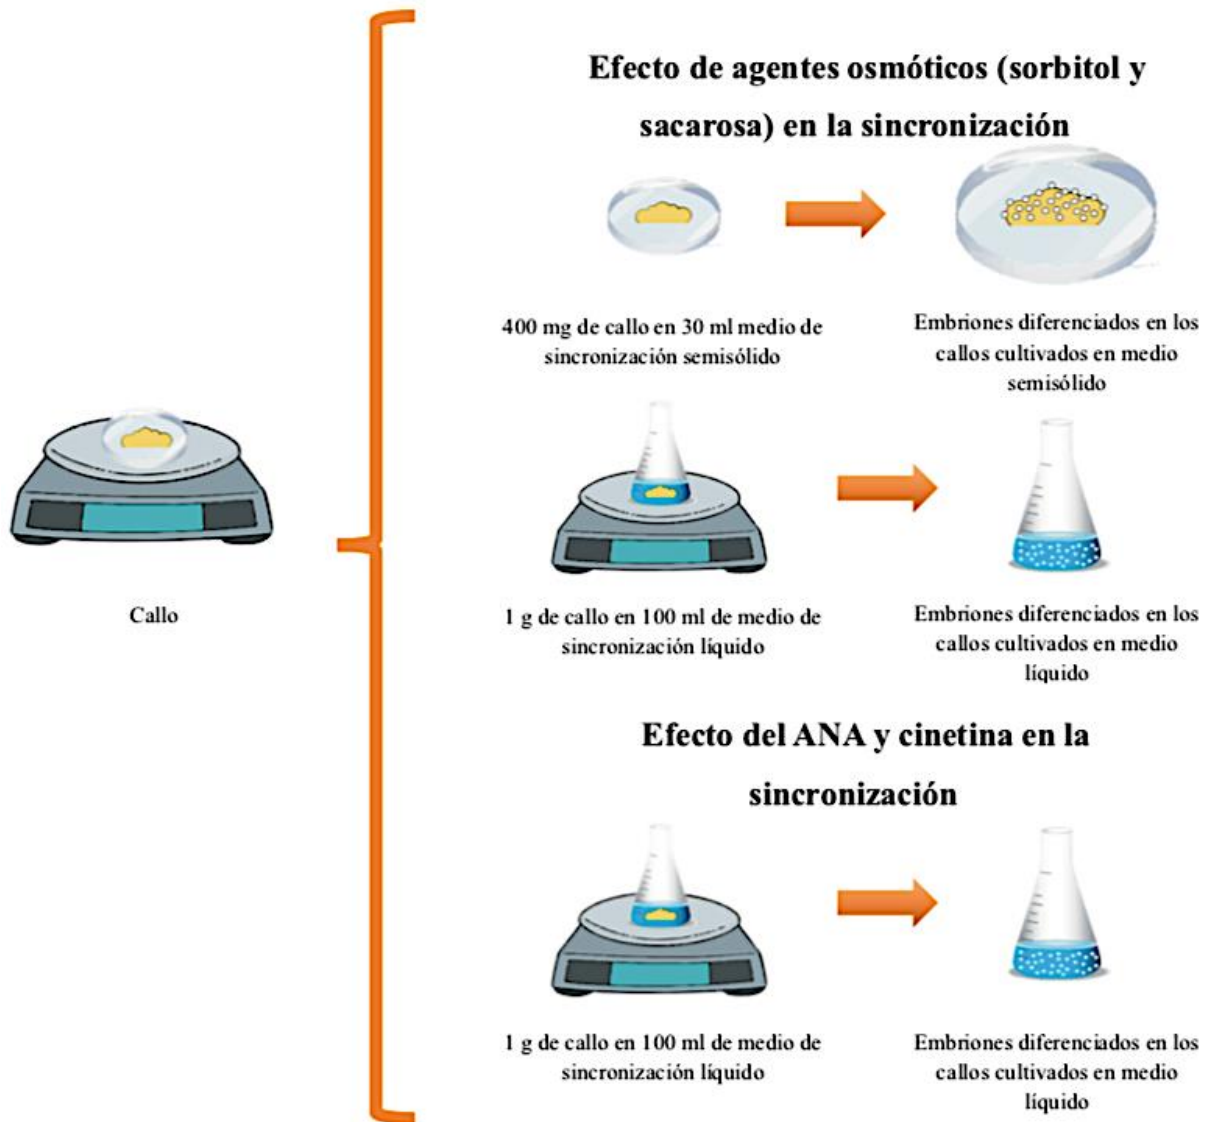 Efecto de agentes osmóticos (sorbitol y
sacarosa) en la sincronización
400 mg de callo en 30 ml medio de
sincronización semisólido
Embriones diferenciados en los
callos cultivados en medio
semisólido
Callo
1 g de callo en 100 ml de medio de
sincronización líquido
Embriones diferenciados en los
callos cultivados en medio
líquido
Efecto del ANA y cinetina en la
sincronización
1 g de callo en 100 ml de medio de
sincronización líquido
Embriones diferenciados en los
callos cultivados en medio
líquido